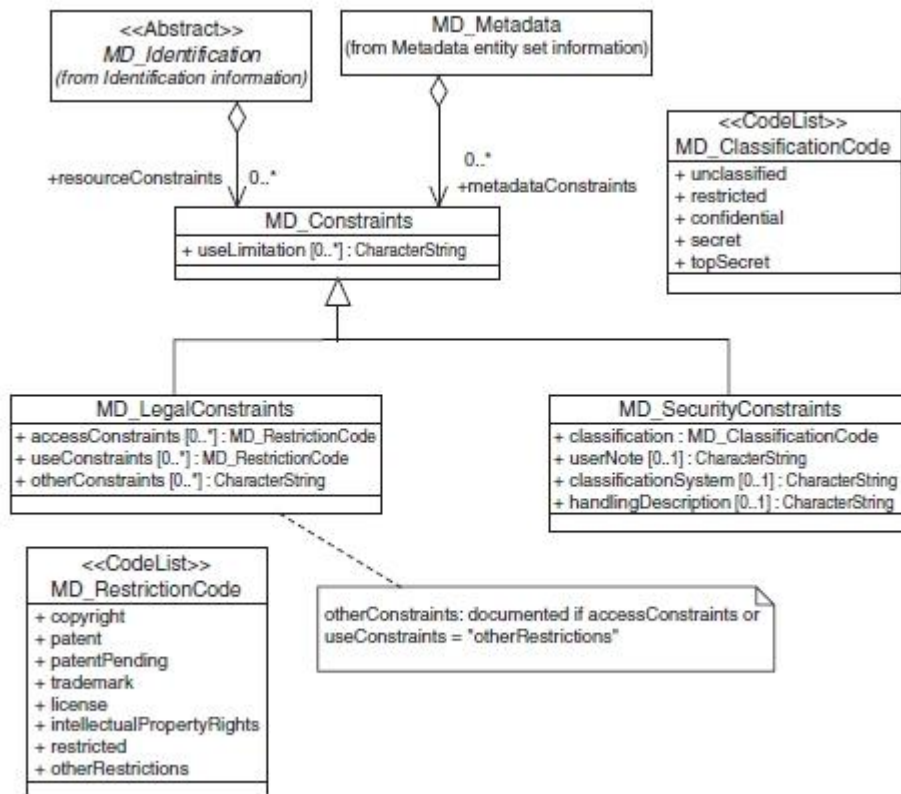 <<Abstract>>
MD_Identification
(from Identification information)
MD_Metadata
(from Metadata entity set information)
+resourceConstraints
0..*
0..*
+metadataConstraints
<<CodeList>>
MD_ClassificationCode
+ unclassified
+ restricted
+ confidential
+ secret
+ topSecret
MD_Constraints
+ useLimitation [0..*] : CharacterString
MD_LegalConstraints
+ accessConstraints [0..*] : MD_RestrictionCode
+ useConstraints [0..*] : MD_RestrictionCode
+ otherConstraints [0..*] : CharacterString
MD_SecurityConstraints
+ classification : MD_ClassificationCode
+ userNote [0..1] : CharacterString
+ classificationSystem [0..1] : CharacterString
+ handlingDescription [0..1] : CharacterString
<<CodeList>>
MD_RestrictionCode
+ copyright
+ patent
+ patentPending
+ trademark
+ license
+ intellectualPropertyRights
+ restricted
+ otherRestrictions
otherConstraints: documented if accessConstraints or
useConstraints = "otherRestrictions"